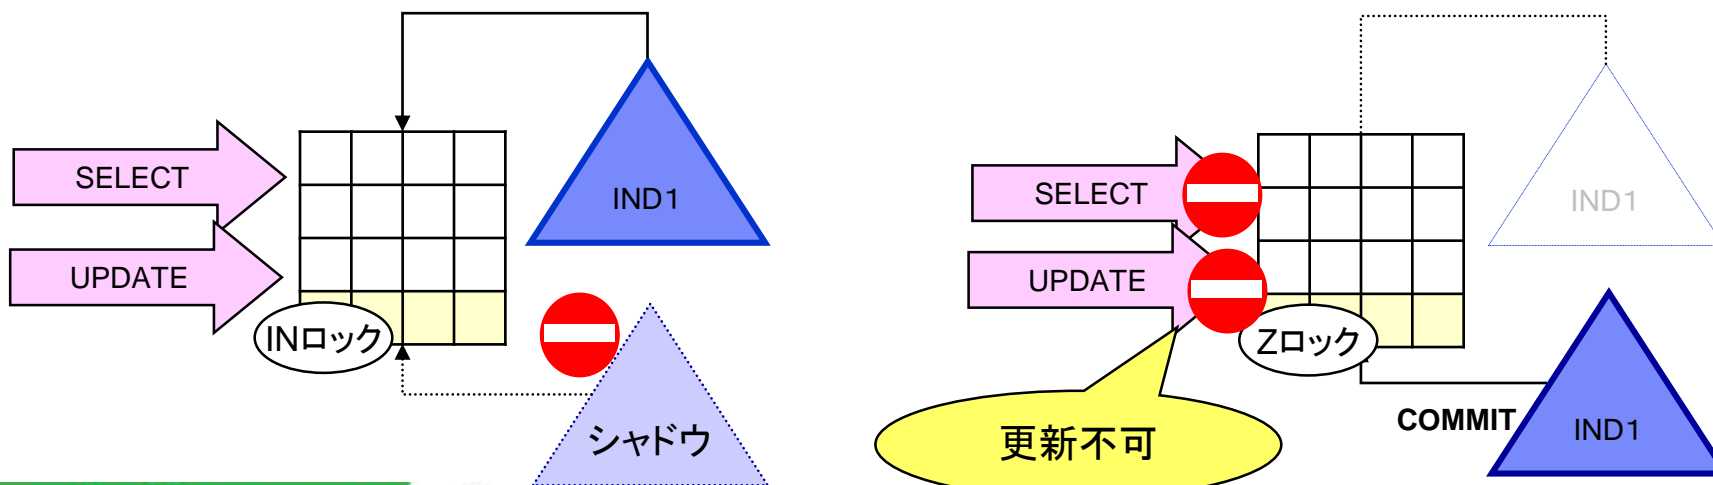 SELECT
UPDATE
INロック
IND1
シャドウ
SELECT
UPDATE
Zロック
更新不可
IND1
COMMIT
IND1